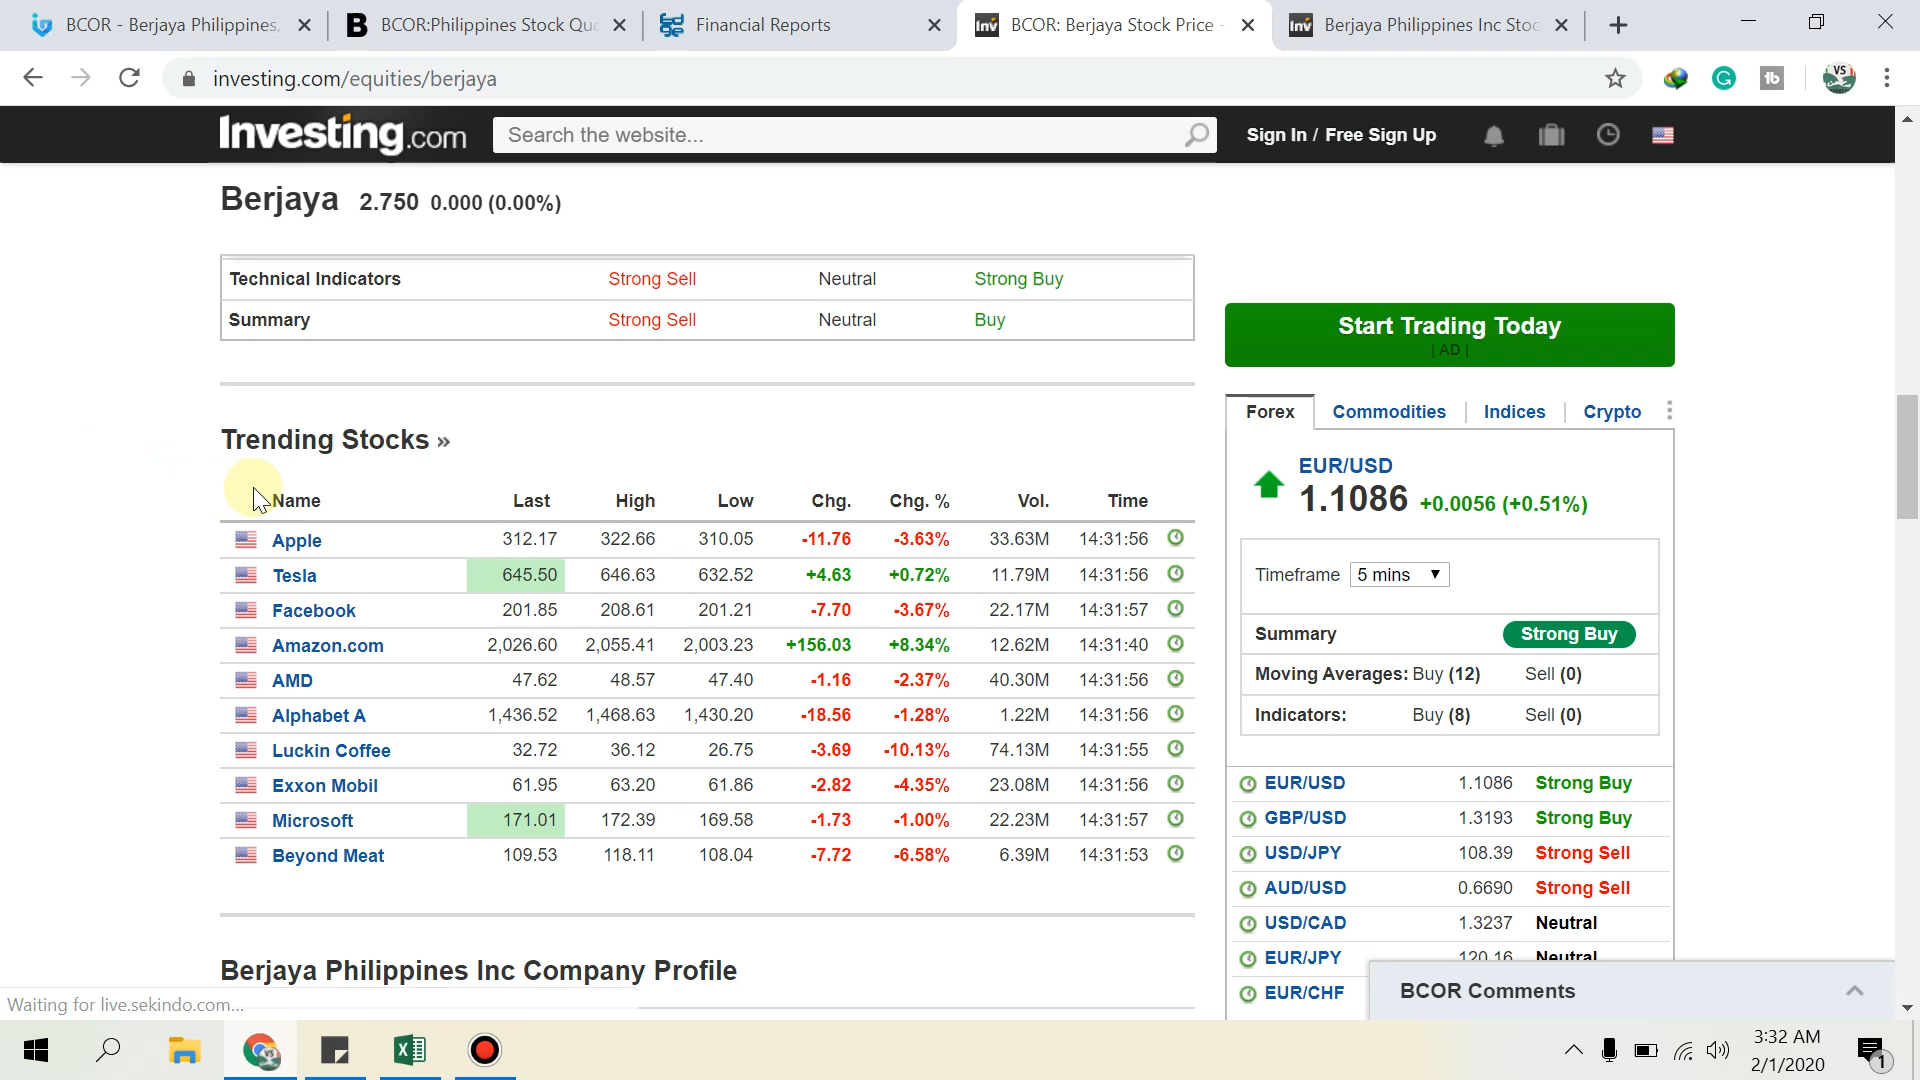 BCOR - Berjaya Philippines, BCOR:Philippines Stock Quo Financial Reports BCOR: Berjaya Stock Price - Berjaya Philippines Inc Stoc
investing.com/equities/berjaya
Investing.com Search the website... Sign In / Free Sign Up
Berjaya 2.750 0.000 (0.00%)
Technical Indicators Strong Sell Neutral Strong Buy
Summary Strong Sell Neutral Buy
Start Trading Today
| AD |
Forex Commodities Indices Crypto
Trending Stocks »
Name Last High Low Chg. Chg. % Vol. Time
Apple 312.17 322.66 310.05 -11.76 -3.63% 33.63M 14:31:56
Tesla 645.50 646.63 632.52 +4.63 +0.72% 11.79M 14:31:56
Facebook 201.85 208.61 201.21 -7.70 -3.67% 22.17M 14:31:57
Amazon.com 2,026.60 2,055.41 2,003.23 +156.03 +8.34% 12.62M 14:31:40
AMD 47.62 48.57 47.40 -1.16 -2.37% 40.30M 14:31:56
Alphabet A 1,436.52 1,468.63 1,430.20 -18.56 -1.28% 1.22M 14:31:56
Luckin Coffee 32.72 36.12 26.75 -3.69 -10.13% 74.13M 14:31:55
Exxon Mobil 61.95 63.20 61.86 -2.82 -4.35% 23.08M 14:31:56
Microsoft 171.01 172.39 169.58 -1.73 -1.00% 22.23M 14:31:57
Beyond Meat 109.53 118.11 108.04 -7.72 -6.58% 6.39M 14:31:53
EUR/USD
1.1086 +0.0056 (+0.51%)
Timeframe 5 mins
Summary Strong Buy
Moving Averages: Buy (12) Sell (0)
Indicators: Buy (8) Sell (0)
EUR/USD 1.1086 Strong Buy
GBP/USD 1.3193 Strong Buy
USD/JPY 108.39 Strong Sell
AUD/USD 0.6690 Strong Sell
USD/CAD 1.3237 Neutral
EUR/JPY 120.16 Neutral
EUR/CHF
Berjaya Philippines Inc Company Profile
BCOR Comments
Waiting for live.sekindo.com...
3:32 AM
2/1/2020
1